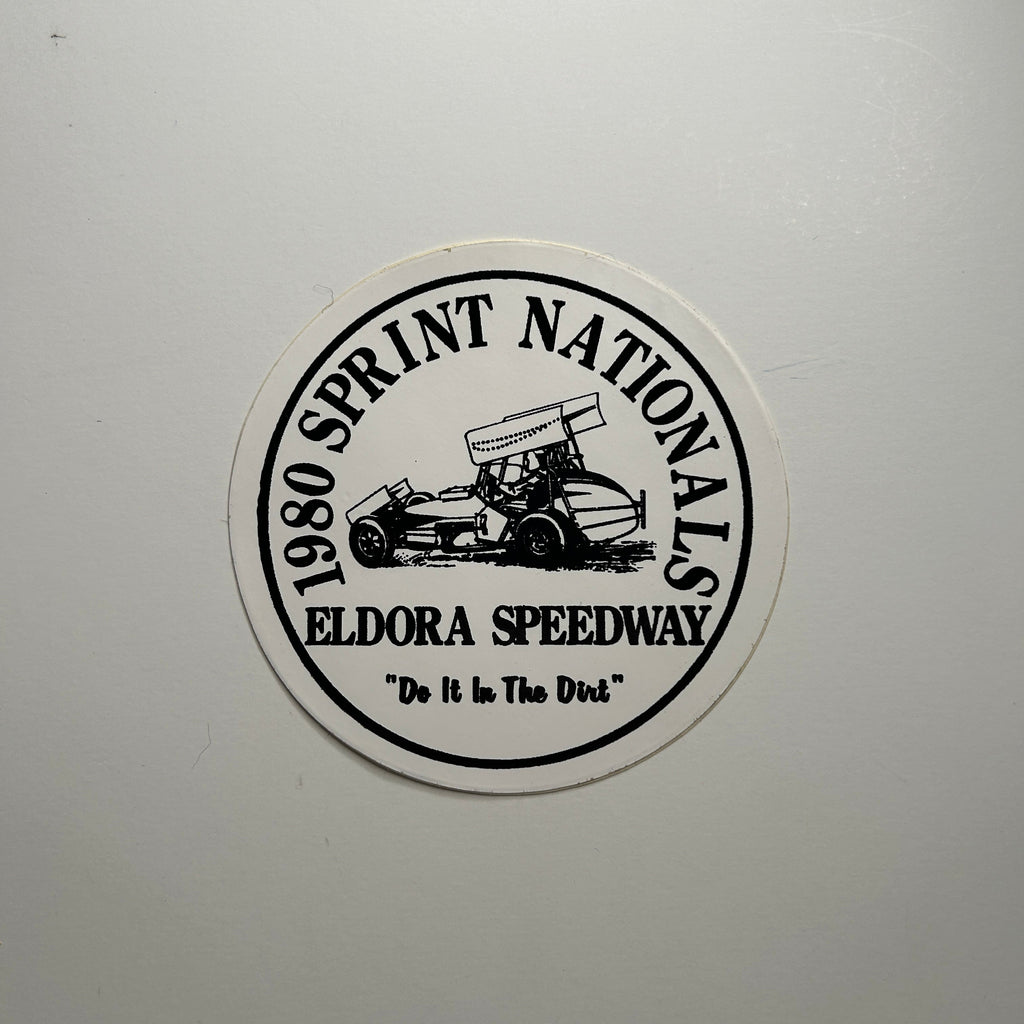 1980 SPRINT NATIONALS
ELDORA SPEEDWAY
"Do It In The Dirt"